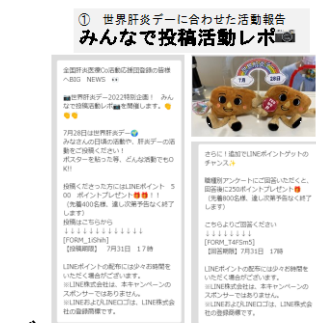 ① 世界肝炎デーに合わせた活動報告
みんなで投稿活動レポ📷
全国肝炎医療Co活動応援団登録の皆様
へBIG NEWS 👀
📷世界肝炎デー2022特別企画！ みん
なで投稿活動レポ📷を開催します。👏
👏👏
7月28日は世界肝炎デー🌍
みなさんの日頃の活動や、肝炎デーの活
動をご投稿ください！
ポスターを貼った等、どんな活動でもO
K!!
投稿くださった方にはLINEポイント 5
00 ポイントプレゼント🎁🎁！！
（先着400名様、達し次第予告なく終了
します）
投稿はこちらから
↓↓↓↓↓↓↓↓↓↓↓↓↓
[FORM_1iShh]
【投稿期限】 7月31日 17時
LINEポイントの配布には少々お時間を
いただく場合がございます。
※LINE株式会社は、本キャンペーンの
スポンサーではありません。
※LINEおよびLINEロゴは、LINE株式会
社の登録商標です。
7月
28日
さらに！追加でLINEポイントゲットの
チャンス✨
職種別アンケートにご回答いただくと、
回答後に250ポイントプレゼント🎁
（先着800名様、達し次第予告なく終了
します）
こちらよりご回答ください
↓↓↓↓↓↓↓↓
[FORM_T4FSm5]
【回答期限】7月31日 17時
LINEポイントの配布には少々お時間を
いただく場合がございます。
※LINE株式会社は、本キャンペーンの
スポンサーではありません。
※LINEおよびLINEロゴは、LINE株式会
社の登録商標です。